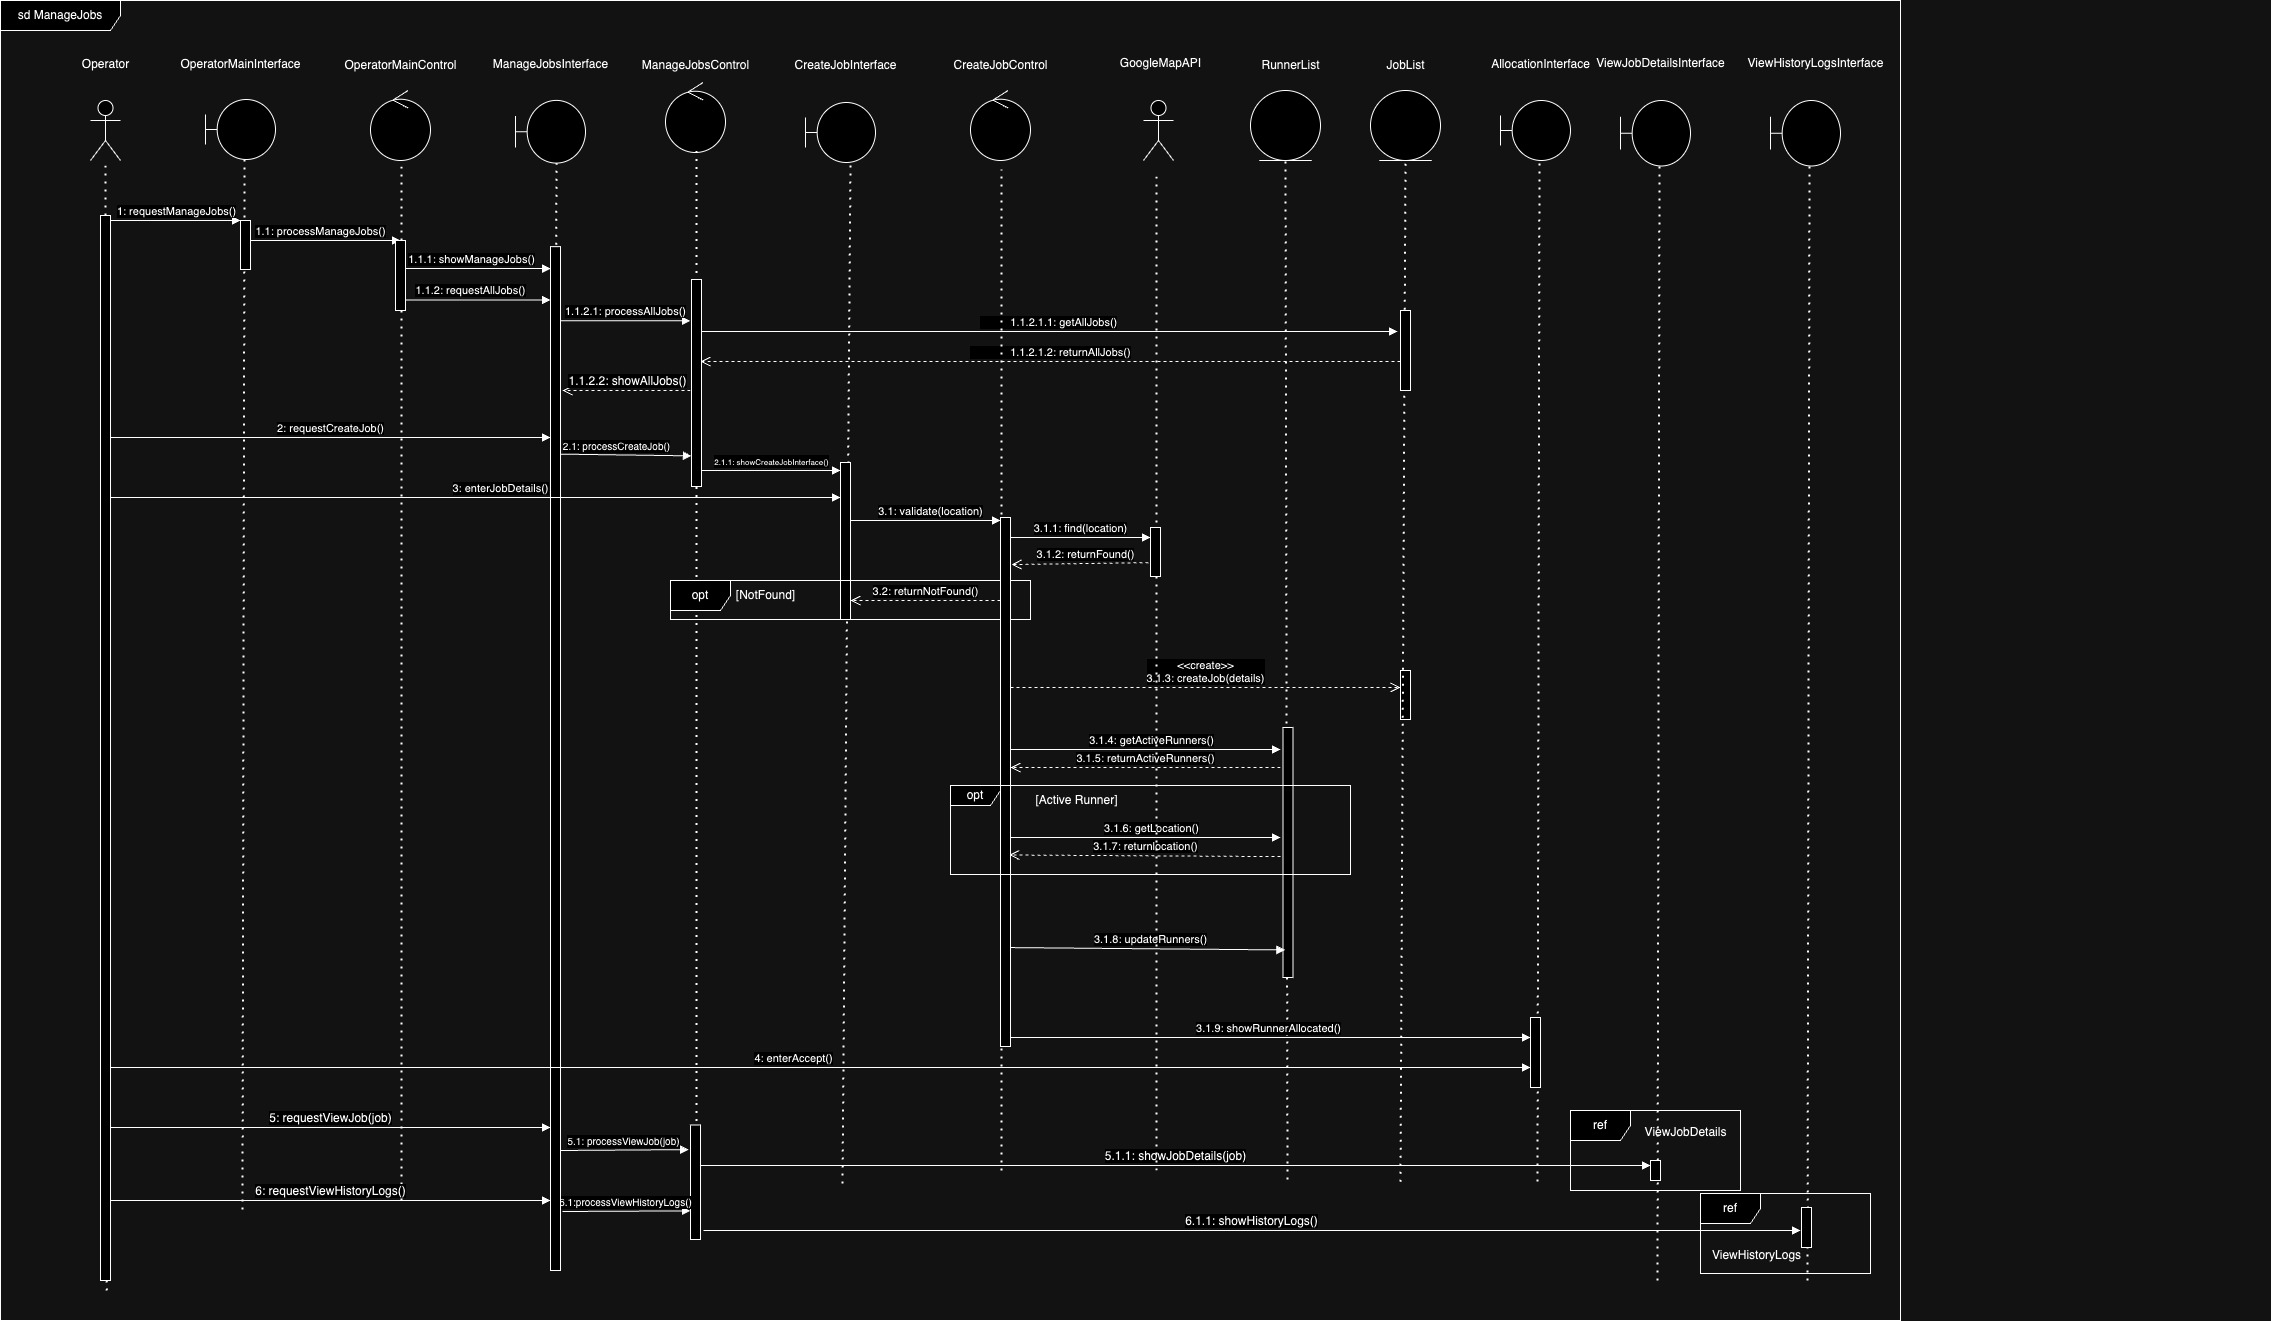 sd ManageJobs
Operator
OperatorMainInterface
OperatorMainControl
ManageJobsInterface
ManageJobsControl
CreateJobInterface
CreateJobControl
GoogleMapAPI
RunnerList
JobList
AllocationInterface
ViewJobDetailsInterface
ViewHistoryLogsInterface
1: requestManageJobs()
1.1: processManageJobs()
1.1.1: showManageJobs()
1.1.2: requestAllJobs()
1.1.2.1: processAllJobs()
1.1.2.1.1: getAllJobs()
1.1.2.1.2: returnAllJobs()
1.1.2.2: showAllJobs()
2: requestCreateJob()
2.1: processCreateJob()
2.1.1: showCreateJobInterface()
3: enterJobDetails()
3.1: validate(location)
3.1.1: find(location)
3.1.2: returnFound()
opt
[NotFound]
3.2: returnNotFound()
<<create>>
3.1.3: createJob(details)
3.1.4: getActiveRunners()
3.1.5: returnActiveRunners()
opt
[Active Runner]
3.1.6: getLocation()
3.1.7: returnlocation()
3.1.8: updateRunners()
3.1.9: showRunnerAllocated()
4: enterAccept()
5: requestViewJob(job)
ref
ViewJobDetails
5.1: processViewJob(job)
5.1.1: showJobDetails(job)
6: requestViewHistoryLogs()
6.1:processViewHistoryLogs()
ref
6.1.1: showHistoryLogs()
ViewHistoryLogs